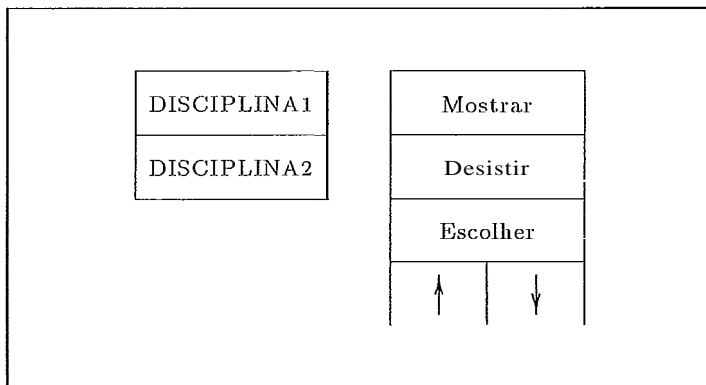 DISCIPLINA1
DISCIPLINA2
Mostrar
Desistir
Escolher
↑ ↓